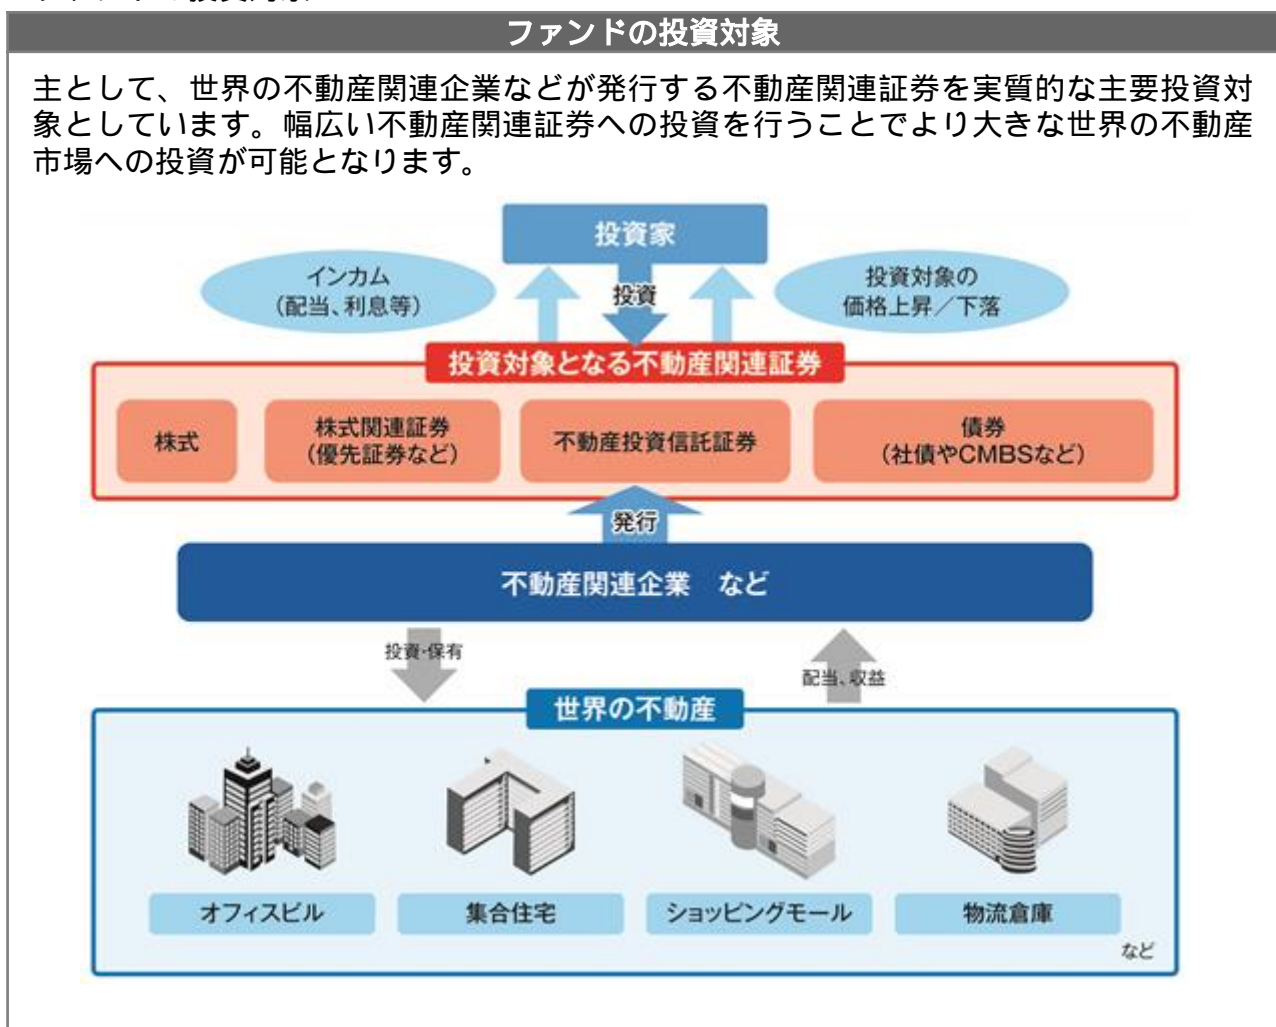 ファンドの投資対象
主として、世界の不動産関連企業などが発行する不動産関連証券を実質的な主要投資対
象としています。幅広い不動産関連証券への投資を行うことでより大きな世界の不動産
市場への投資が可能となります。
投資家
インカム
（配当、利息等）
投資
投資対象の
価格上昇／下落
投資対象となる不動産関連証券
株式
株式関連証券
（優先証券など）
不動産投資信託証券
債券
（社債やCMBSなど）
発行
不動産関連企業　など
投資・保有
配当、収益
世界の不動産
オフィスビル
集合住宅
ショッピングモール
物流倉庫
など